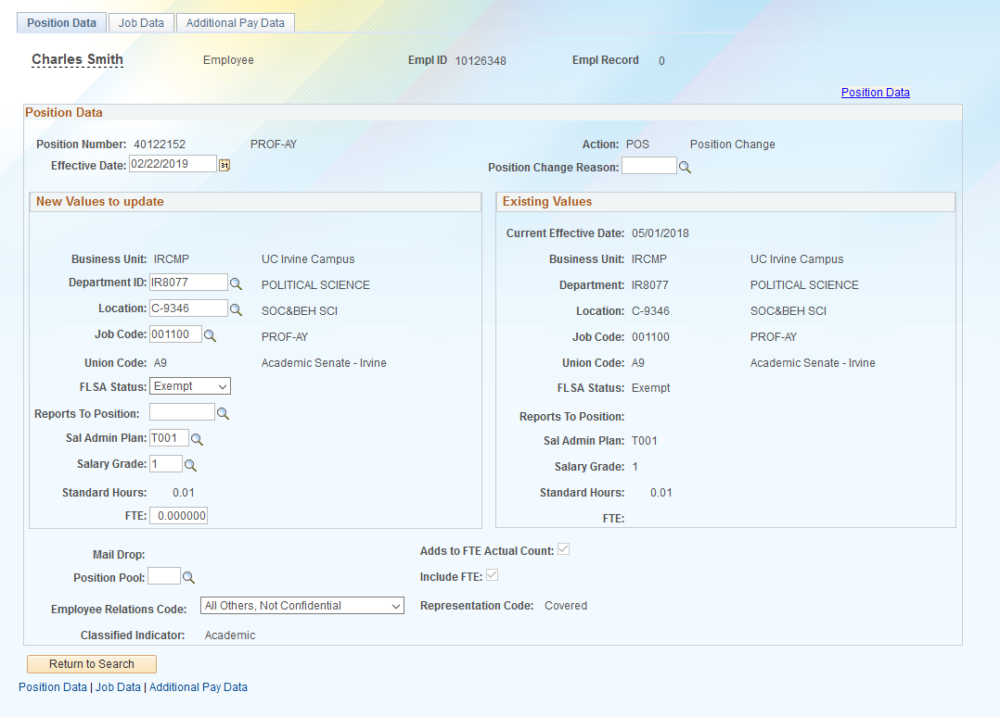 Position Data Job Data Additional Pay Data
Charles Smith Employee Empl ID 10126348 Empl Record 0
Position Data
Position Data
Position Number: 40122152 PROF-AY Action: POS Position Change
Effective Date: 02/22/2019 31 Position Change Reason:
New Values to update
Business Unit: IRCMP UC Irvine Campus
Department ID: IR8077 POLITICAL SCIENCE
Location: C-9346 SOC&BEH SCI
Job Code: 001100 PROF-AY
Union Code: A9 Academic Senate - Irvine
FLSA Status: Exempt
Reports To Position:
Sal Admin Plan: T001
Salary Grade: 1
Standard Hours: 0.01
FTE: 0.000000
Existing Values
Current Effective Date: 05/01/2018
Business Unit: IRCMP UC Irvine Campus
Department: IR8077 POLITICAL SCIENCE
Location: C-9346 SOC&BEH SCI
Job Code: 001100 PROF-AY
Union Code: A9 Academic Senate - Irvine
FLSA Status: Exempt
Reports To Position:
Sal Admin Plan: T001
Salary Grade: 1
Standard Hours: 0.01
FTE:
Mail Drop: Adds to FTE Actual Count:
Position Pool: Include FTE:
Employee Relations Code: All Others, Not Confidential Representation Code: Covered
Classified Indicator: Academic
Return to Search
Position Data | Job Data | Additional Pay Data